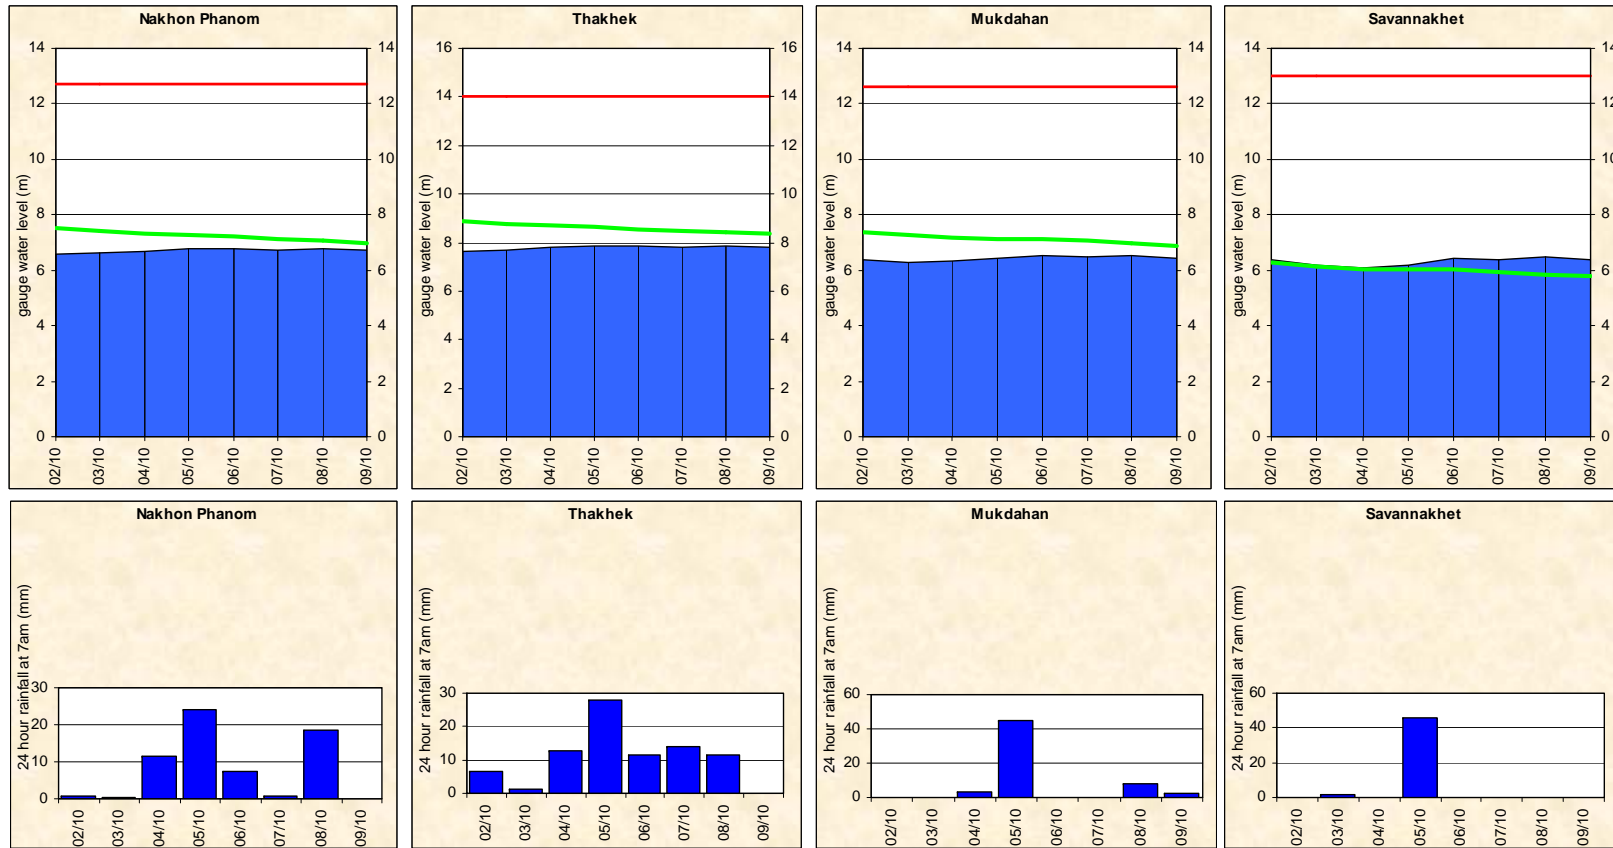 Nakhon Phanom
gauge water level (m)
14 12 10 8 6 4 2 0
14 12 10 8 6 4 2 0
02/10 03/10 04/10 05/10 06/10 07/10 08/10 09/10
Thakhek
16 14 12 10 8 6 4 2 0
16 14 12 10 8 6 4 2 0
02/10 03/10 04/10 05/10 06/10 07/10 08/10 09/10
Mukdahan
gauge water level (m)
14 12 10 8 6 4 2 0
14 12 10 8 6 4 2 0
02/10 03/10 04/10 05/10 06/10 07/10 08/10 09/10
Savannakhet
gauge water level (m)
14 12 10 8 6 4 2 0
14 12 10 8 6 4 2 0
02/10 03/10 04/10 05/10 06/10 07/10 08/10 09/10
Nakhon Phanom
24 hour rainfall at 7am (mm)
30 20 10 0
02/10 03/10 04/10 05/10 06/10 07/10 08/10 09/10
Thakhek
24 hour rainfall at 7am (mm)
30 20 10 0
02/10 03/10 04/10 05/10 06/10 07/10 08/10 09/10
Mukdahan
24 hour rainfall at 7am (mm)
60 40 20 0
02/10 03/10 04/10 05/10 06/10 07/10 08/10 09/10
Savannakhet
24 hour rainfall at 7am (mm)
60 40 20 0
02/10 03/10 04/10 05/10 06/10 07/10 08/10 09/10